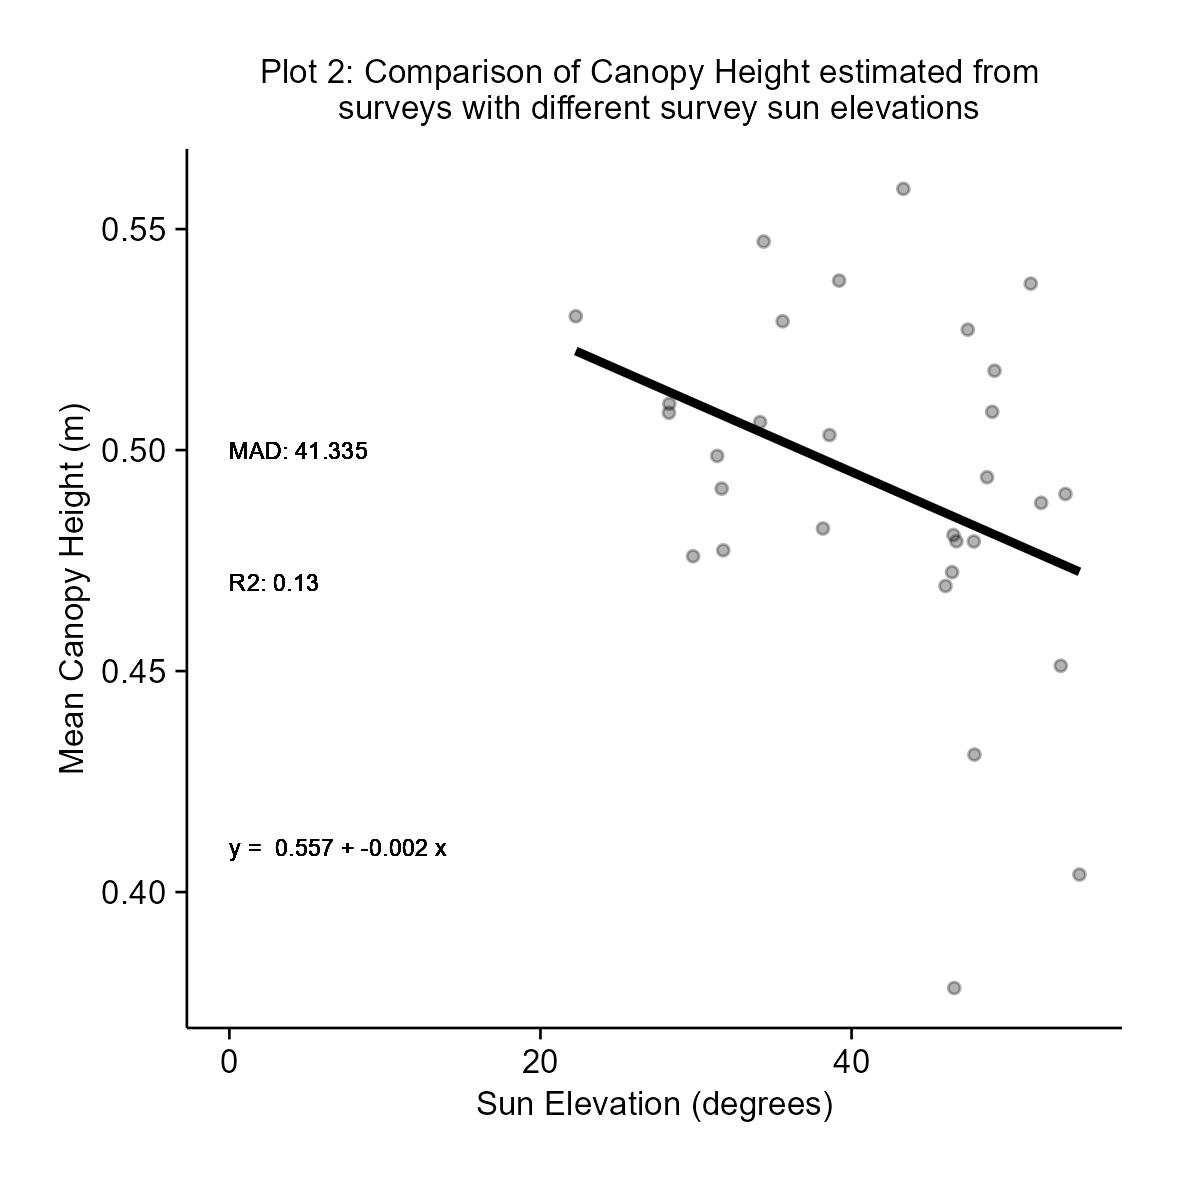 Plot 2: Comparison of Canopy Height estimated from
surveys with different survey sun elevations
Mean Canopy Height (m)
0.55
0.50
0.45
0.40
MAD: 41.335
R2: 0.13
y =  0.557 + -0.002 x
0
20
40
Sun Elevation (degrees)